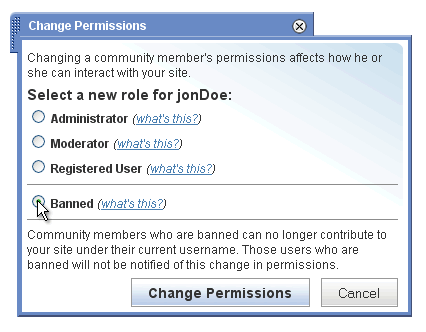 Change Permissions
Changing a community member's permissions affects how he or
she can interact with your site.
Select a new role for jonDoe:
Administrator (what's this?)
Moderator (what's this?)
Registered User (what's this?)
Banned (what's this?)
Community members who are banned can no longer contribute to
your site under their current username. Those users who are
banned will not be notified of this change in permissions.
Change Permissions Cancel